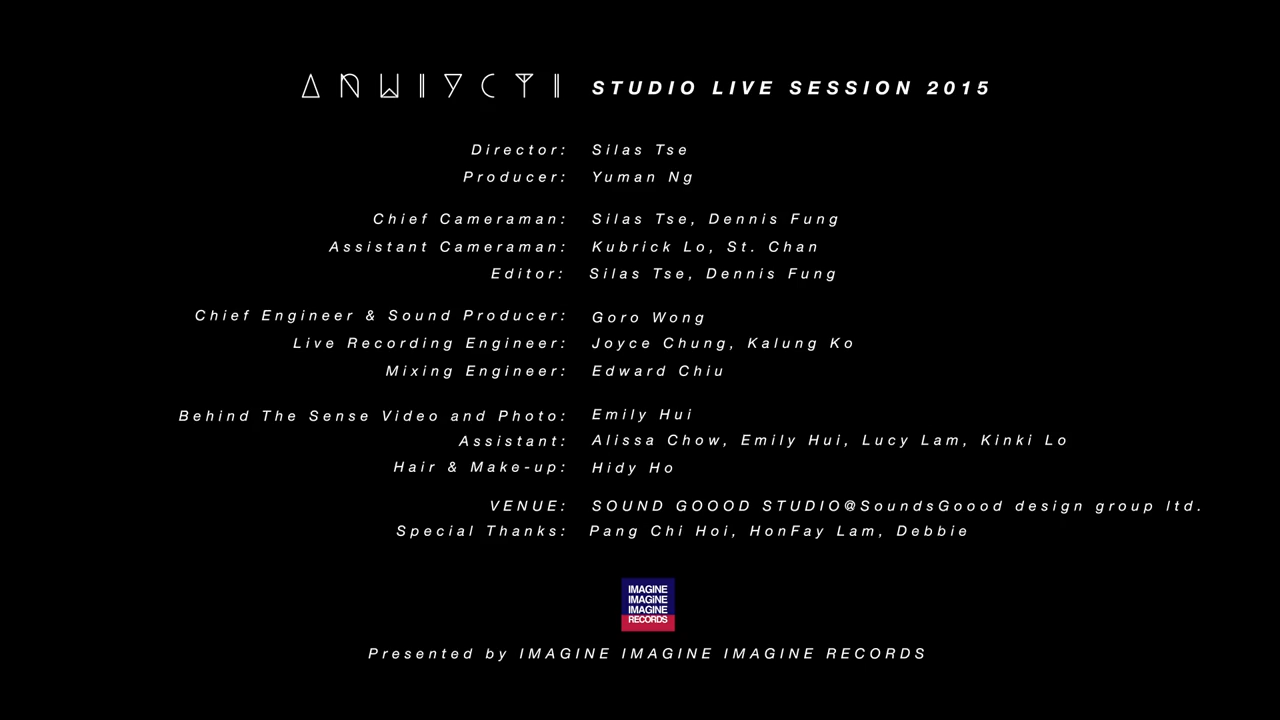 STUDIO LIVE SESSION 2015
Director: Silas Tse
Producer: Yuman Ng
Chief Cameraman: Silas Tse, Dennis Fung
Assistant Cameraman: Kubrick Lo, St. Chan
Editor: Silas Tse, Dennis Fung
Chief Engineer & Sound Producer: Goro Wong
Live Recording Engineer: Joyce Chung, Kalung Ko
Mixing Engineer: Edward Chiu
Behind The Sense Video and Photo: Emily Hui
Assistant: Alissa Chow, Emily Hui, Lucy Lam, Kinki Lo
Hair & Make-up: Hidy Ho
VENUE: SOUND GOOOD STUDIO@SoundsGoood design group ltd.
Special Thanks: Pang Chi Hoi, HonFay Lam, Debbie
IMAGINE
IMAGINE
IMAGINE
RECORDS
Presented by IMAGINE IMAGINE IMAGINE RECORDS